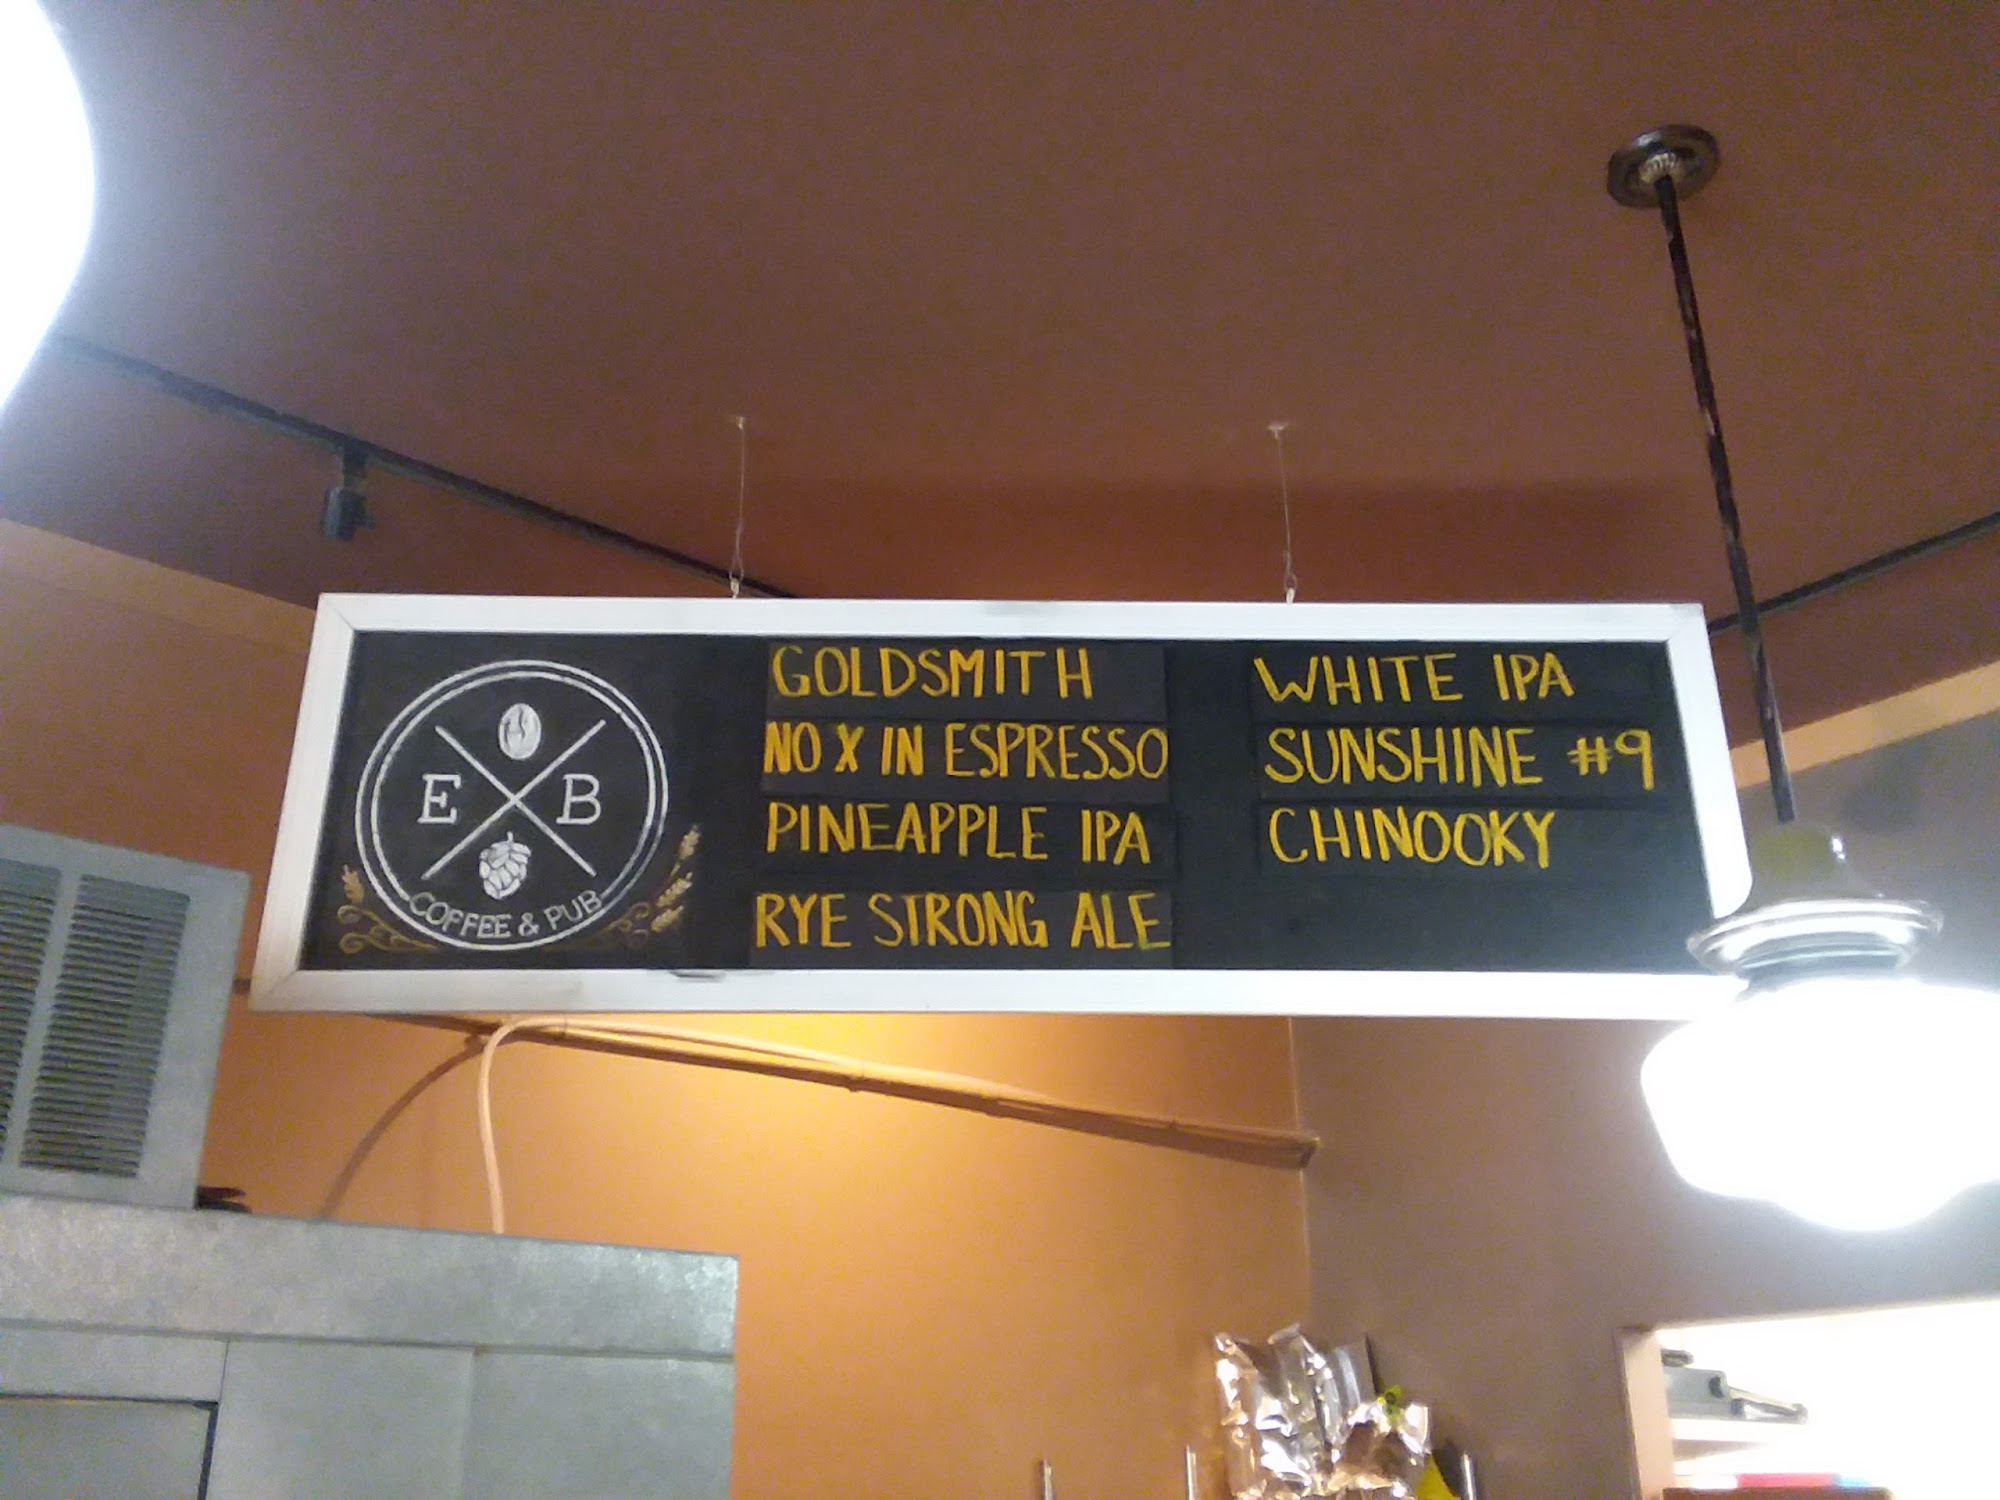 E B
COFFEE & PUB
GOLDSMITH
NO X IN ESPRESSO
PINEAPPLE IPA
RYE STRONG ALE
WHITE IPA
SUNSHINE #9
CHINOOKY